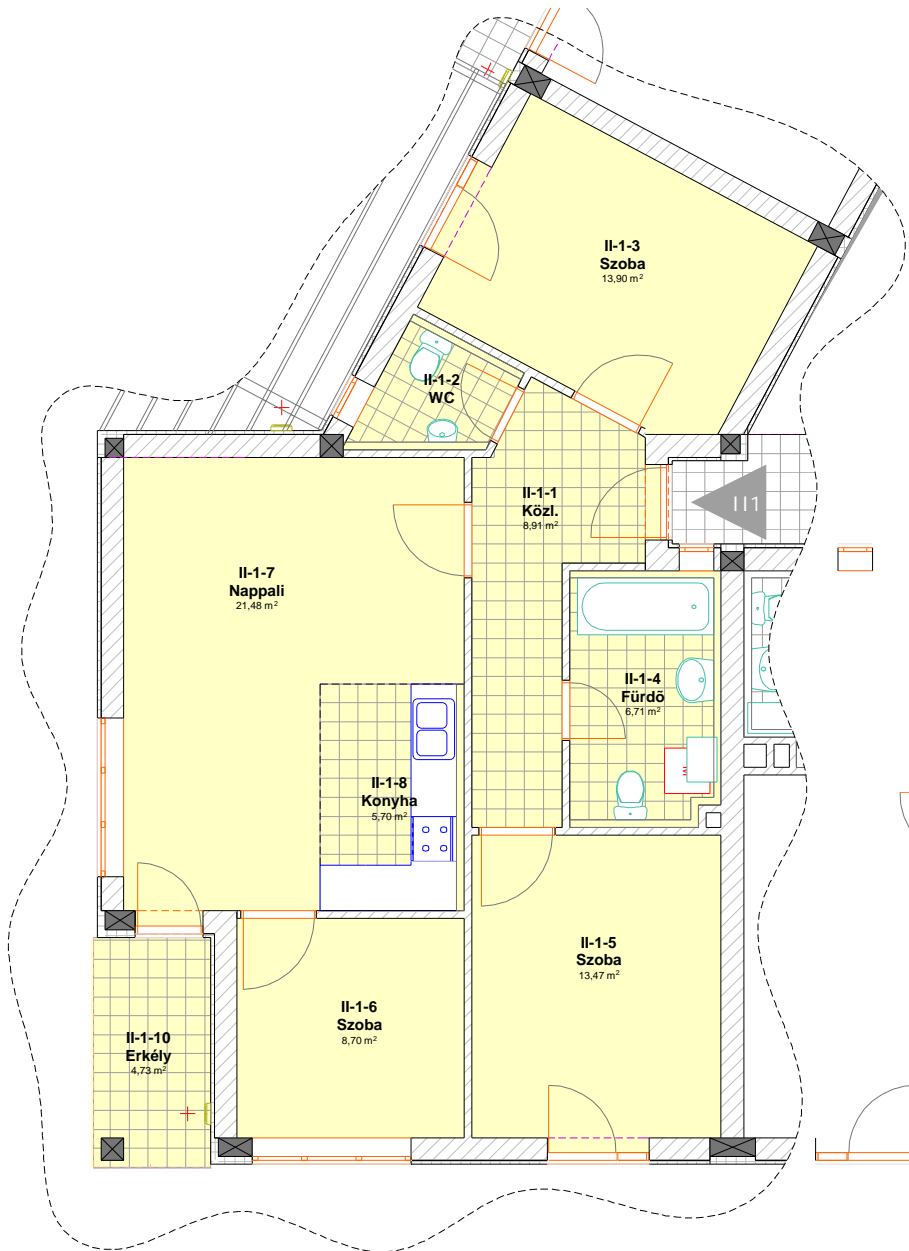 II-1-3
Szoba
13,90 m²
II-1-2
WC
II-1-1
Közl.
8,91 m²
II1
II-1-7
Nappali
21,48 m²
II-1-4
Fürdõ
6,71 m²
II-1-8
Konyha
5,70 m²
II-1-5
Szoba
13,47 m²
II-1-6
Szoba
8,70 m²
II-1-10
Erkély
4,73 m²